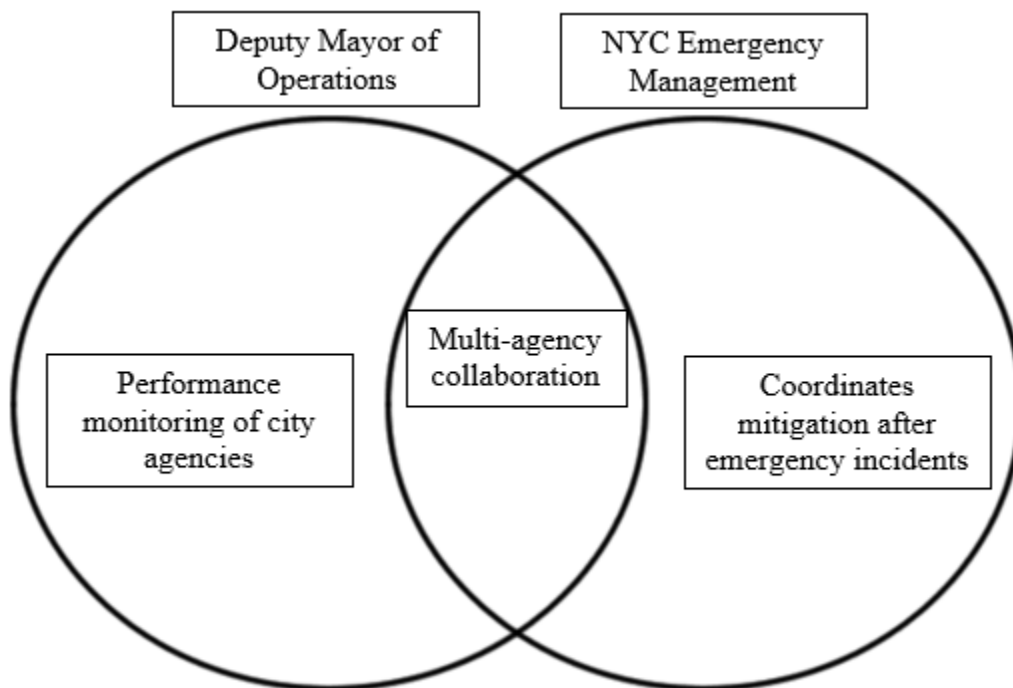 Deputy Mayor of
Operations
NYC Emergency
Management
Multi-agency
collaboration
Performance
monitoring of city
agencies
Coordinates
mitigation after
emergency incidents